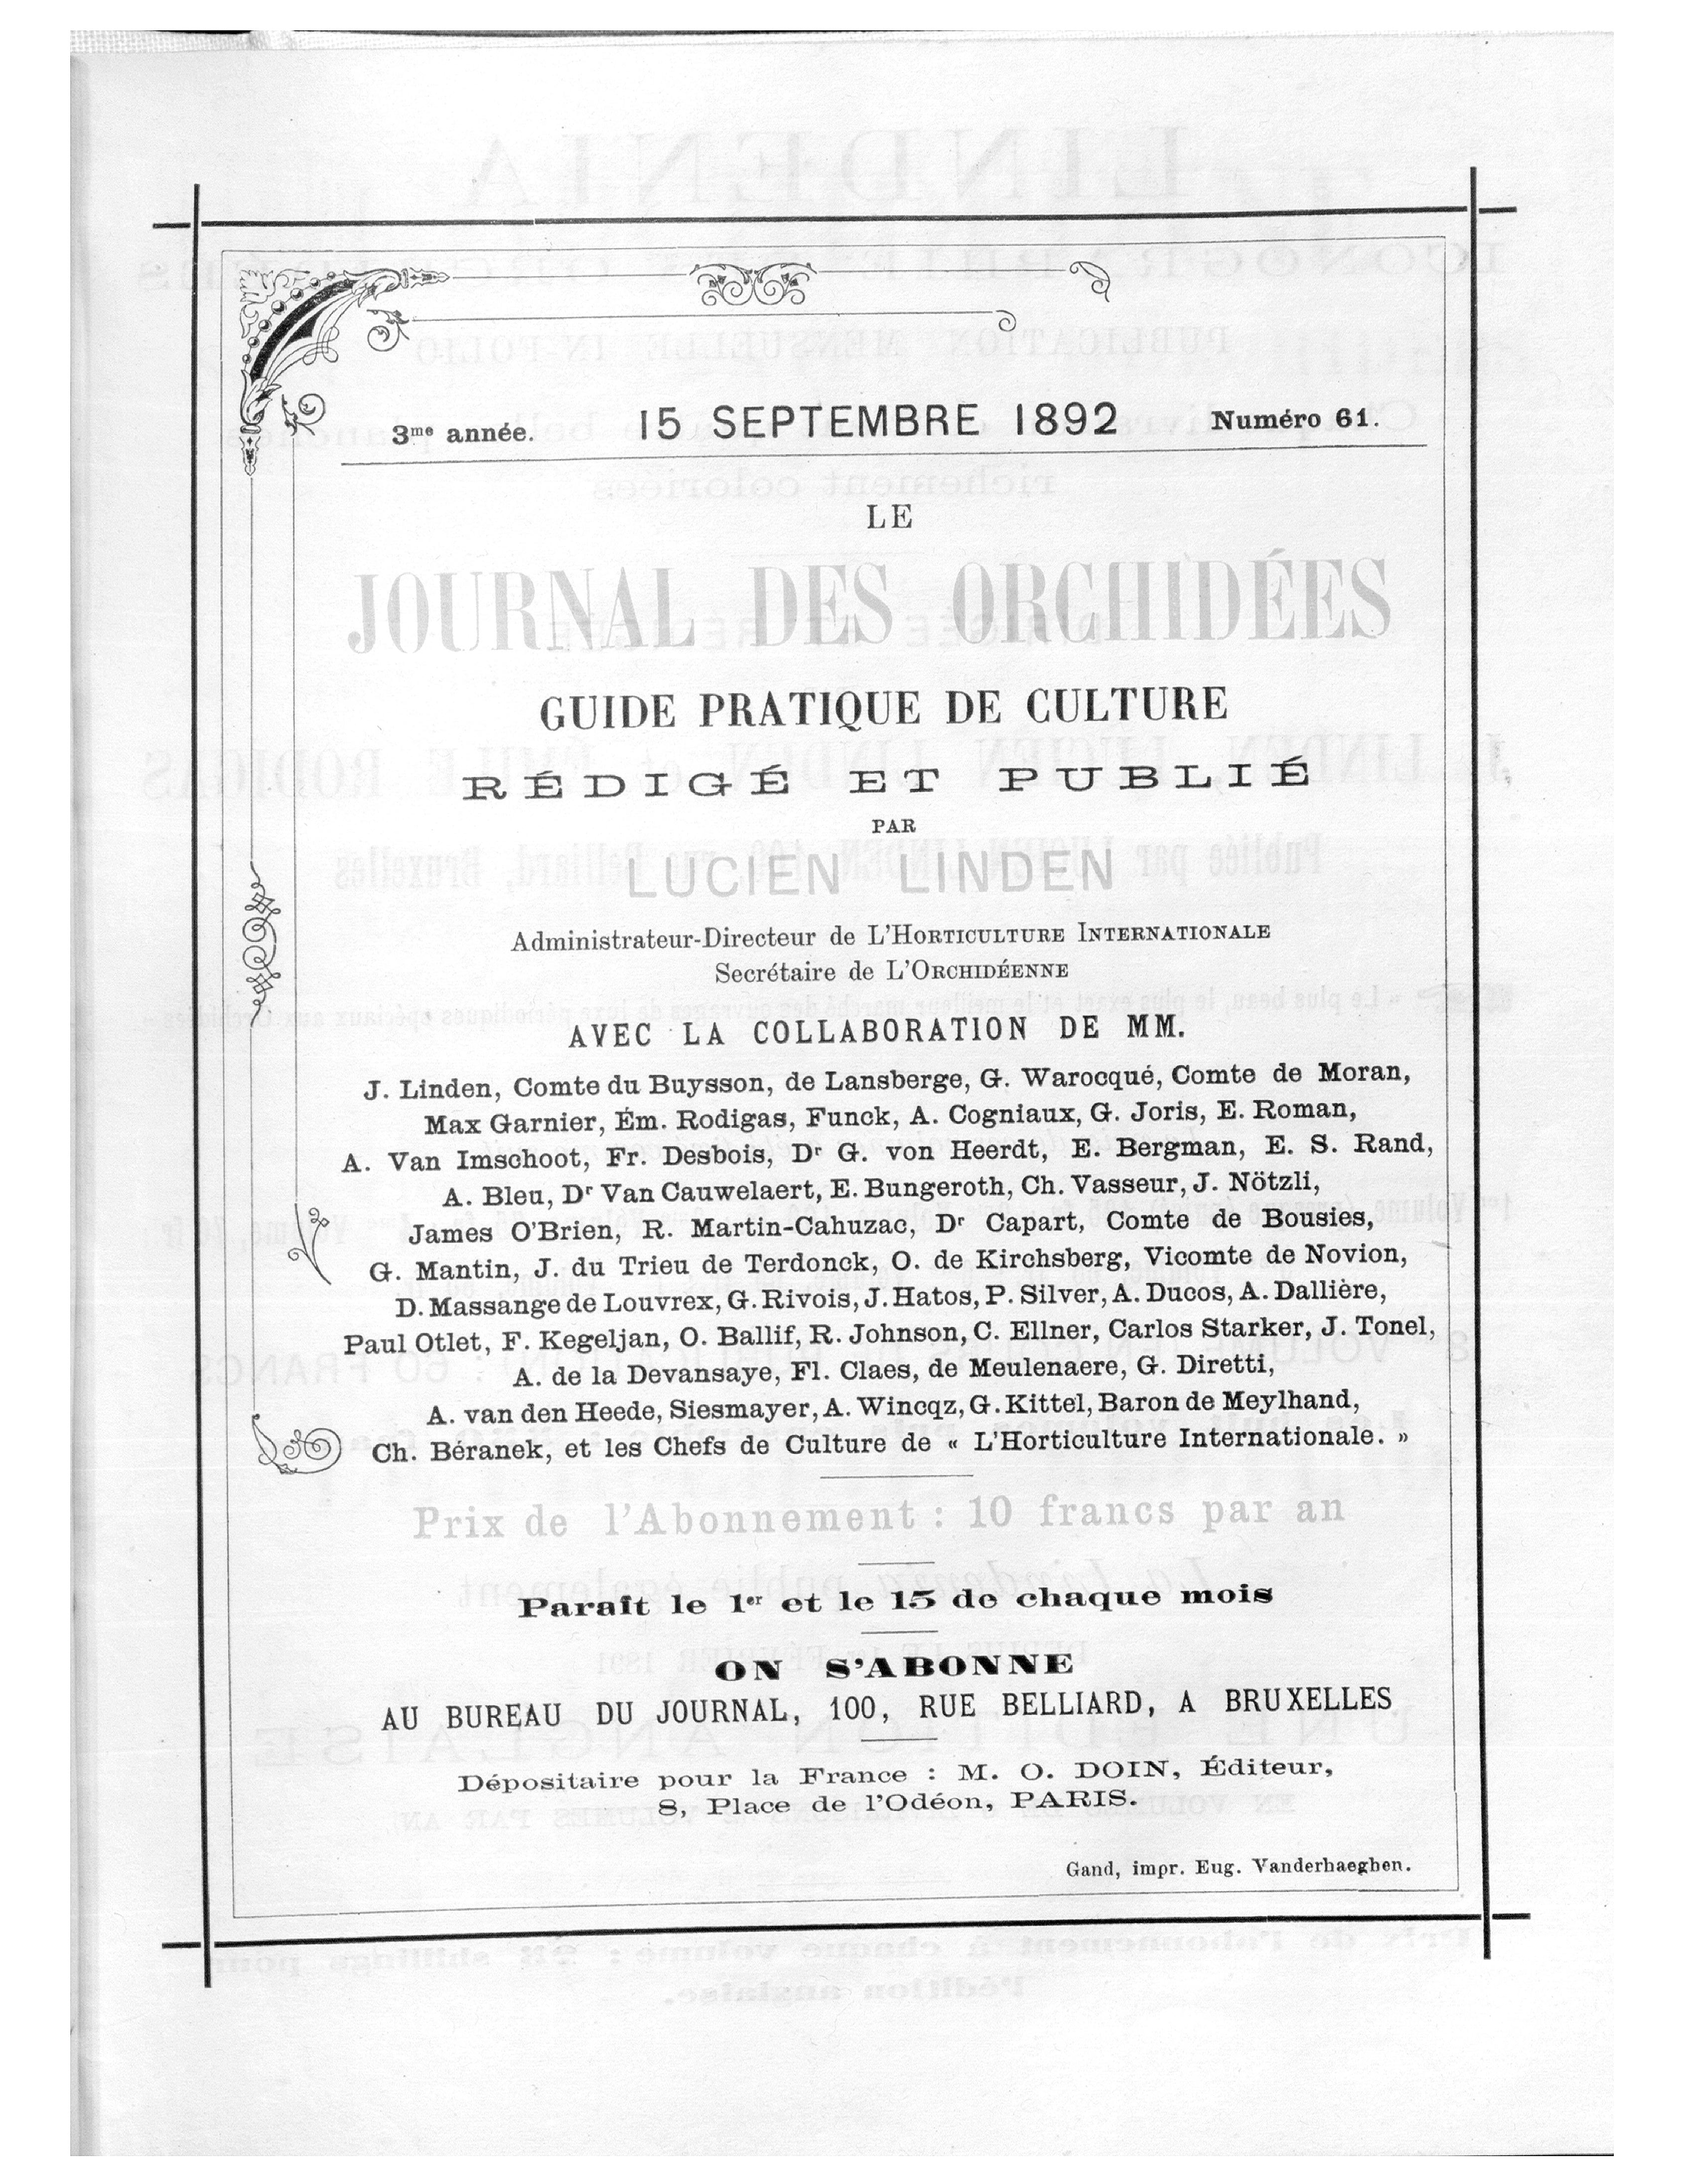 3me année. 15 SEPTEMBRE 1892 Numéro 61.
LE
JOURNAL DES ORCHIDÉES
GUIDE PRATIQUE DE CULTURE
RÉDIGÉ ET PUBLIÉ
PAR
LUCIEN LINDEN
Administrateur-Directeur de L'HORTICULTURE INTERNATIONALE
Secrétaire de L'ORCHIDÉENNE
AVEC LA COLLABORATION DE MM.
J. Linden, Comte du Buysson, de Lansberge, G. Warocqué, Comte de Moran,
Max Garnier, Ém. Rodigas, Funck, A. Cogniaux, G. Joris, E. Roman,
A. Van Imschoot, Fr. Desbois, Dr G. von Heerdt, E. Bergman, E. S. Rand,
A. Bleu, Dr Van Cauwelaert, E. Bungeroth, Ch. Vasseur, J. Nötzli,
James O'Brien, R. Martin-Cahuzac, Dr Capart, Comte de Bousies,
G. Mantin, J. du Trieu de Terdonck, O. de Kirchsberg, Vicomte de Novion,
D. Massange de Louvrex, G. Rivois, J. Hatos, P. Silver, A. Ducos, A. Dallière,
Paul Otlet, F. Kegeljan, O. Ballif, R. Johnson, C. Ellner, Carlos Starker, J. Tonel,
A. de la Devansaye, Fl. Claes, de Meulenaere, G. Diretti,
A. van den Heede, Siesmayer, A. Wincqz, G. Kittel, Baron de Meylhand,
Ch. Béranek, et les Chefs de Culture de « L'Horticulture Internationale. »
Prix de l'Abonnement : 10 francs par an
Paraît le 1er et le 15 de chaque mois
ON S'ABONNE
AU BUREAU DU JOURNAL, 100, RUE BELLIARD, A BRUXELLES
Dépositaire pour la France : M. O. DOIN, Éditeur,
8, Place de l'Odéon, PARIS.
Gand, impr. Eug. Vanderhaeghen.